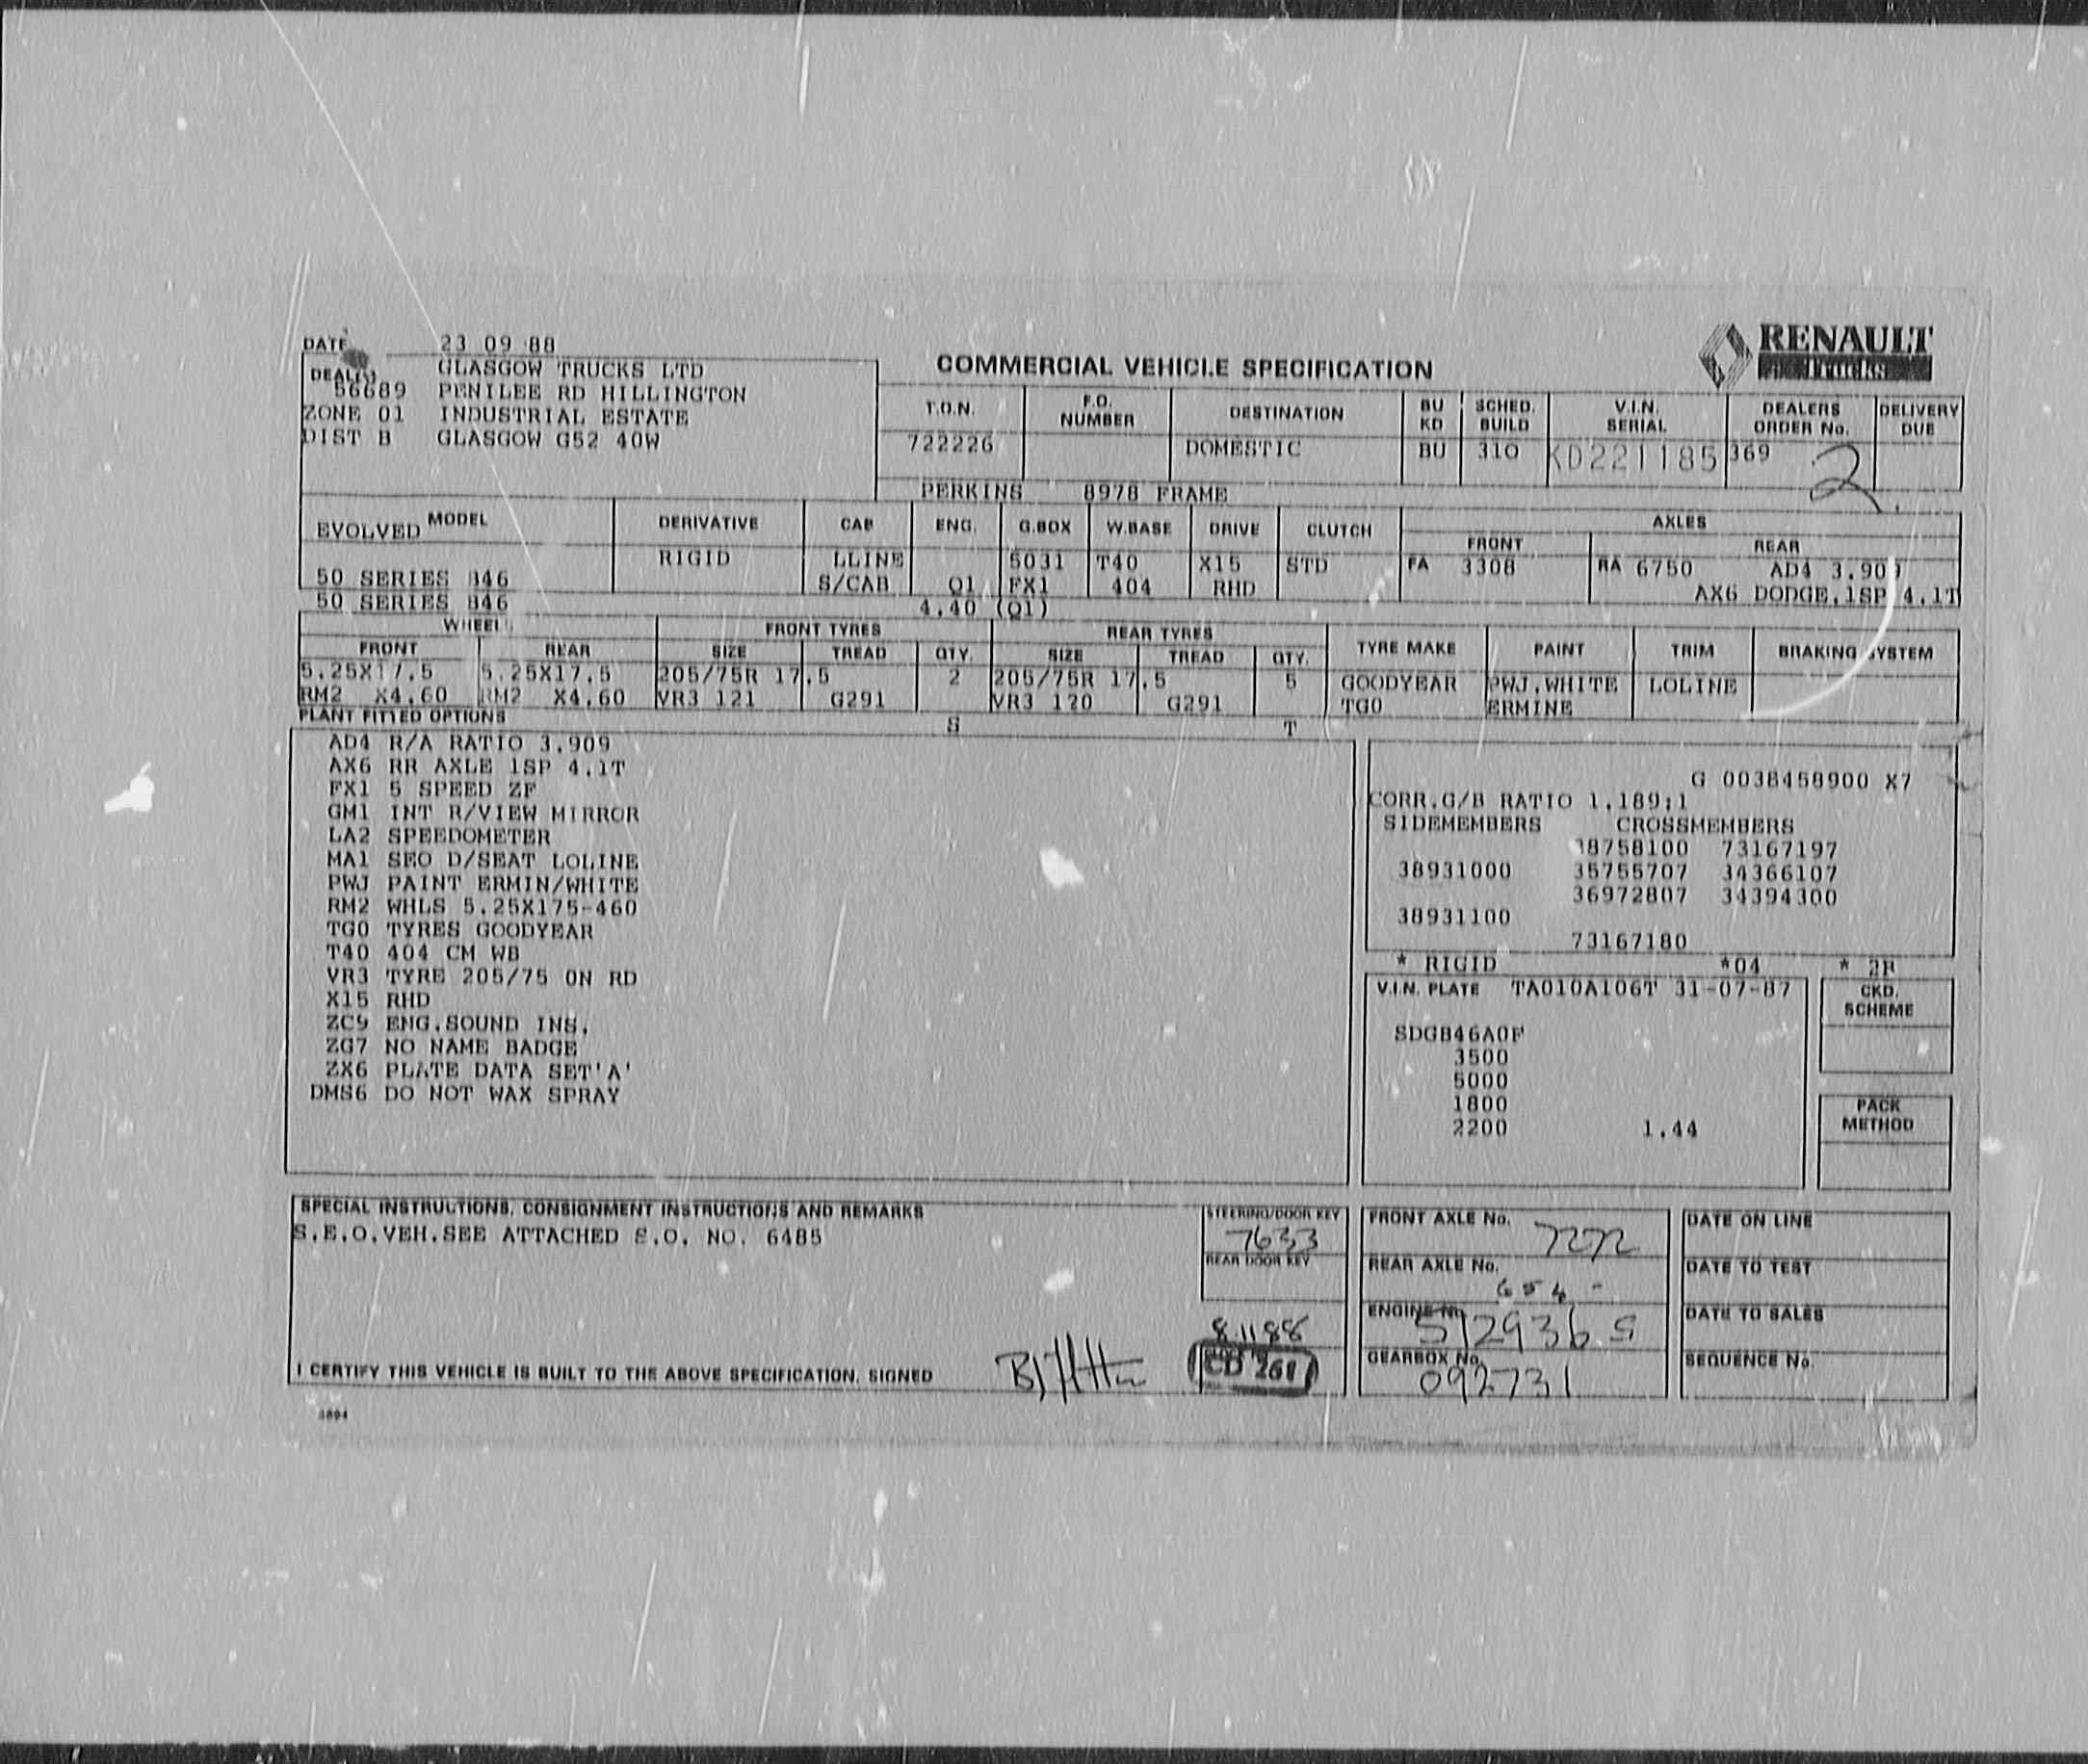 RENAULT
Trucks
DATE 23 09 88
COMMERCIAL VEHICLE SPECIFICATION
GLASGOW TRUCKS LTD
56689 PENILEE RD HILLINGTON
ZONE 01 INDUSTRIAL ESTATE
DIST B GLASGOW G52 4OW
T.O.N. F.O. NUMBER DESTINATION BU KD SCHED. BUILD V.I.N. SERIAL DEALERS ORDER No. DELIVERY DUE
722226 DOMESTIC BU 310 KD221185 369 2
PERKINS 8978 FRAME
MODEL DERIVATIVE CAB ENG. G.BOX W.BASE DRIVE CLUTCH AXLES
EVOLVED FRONT REAR
RIGID LLINE 5031 T40 X15 STD FA 3308 RA 6750 AD4 3.909
50 SERIES B46 S/CAB Q1 FX1 404 RHD AX6 DODGE,1SP 4.1T
50 SERIES B46 4.40 (Q1)
WHEELS FRONT TYRES REAR TYRES
FRONT REAR SIZE TREAD QTY. SIZE TREAD QTY. TYRE MAKE PAINT TRIM BRAKING SYSTEM
5.25X17.5 5.25X17.5 205/75R 17.5 2 205/75R 17.5 5 GOODYEAR PWJ.WHITE LOLINE
RM2 X4.60 RM2 X4.60 VR3 121 G291 VR3 120 G291 TG0 ERMINE
PLANT FITTED OPTIONS S T
AD4 R/A RATIO 3.909
AX6 RR AXLE 1SP 4.1T
FX1 5 SPEED ZF
GM1 INT R/VIEW MIRROR
LA2 SPEEDOMETER
MA1 SEO D/SEAT LOLINE
PWJ PAINT ERMIN/WHITE
RM2 WHLS 5.25X175-460
TG0 TYRES GOODYEAR
T40 404 CM WB
VR3 TYRE 205/75 ON RD
X15 RHD
ZC9 ENG.SOUND INS.
ZG7 NO NAME BADGE
ZX6 PLATE DATA SET'A'
DMS6 DO NOT WAX SPRAY
G 0038458900 X7
CORR.G/B RATIO 1.189:1
SIDEMEMBERS CROSSMEMBERS
38758100 73167197
38931000 35755707 34366107
36972807 34394300
38931100
73167180
* RIGID *04 * 2F
V.I.N. PLATE TA010A106T 31-07-87
CKD. SCHEME
SDGB46A0F
3500
5000
1800
2200 1.44
PACK METHOD
SPECIAL INSTRUCTIONS, CONSIGNMENT INSTRUCTIONS AND REMARKS
S.E.O.VEH.SEE ATTACHED S.O. NO. 6485
STEERING/DOOR KEY
7633
REAR DOOR KEY
8.11.88
CD 261
FRONT AXLE No. 7272
REAR AXLE No. 654
ENGINE No. 512936 S
GEARBOX No. 092731
DATE ON LINE
DATE TO TEST
DATE TO SALES
SEQUENCE No.
I CERTIFY THIS VEHICLE IS BUILT TO THE ABOVE SPECIFICATION. SIGNED
3894